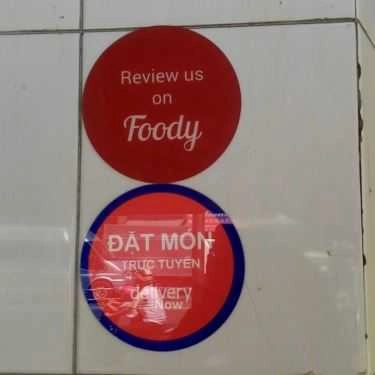 Review us
on
Foody
ĐẶT MÓN
TRỰC TUYẾN
delivery
Now